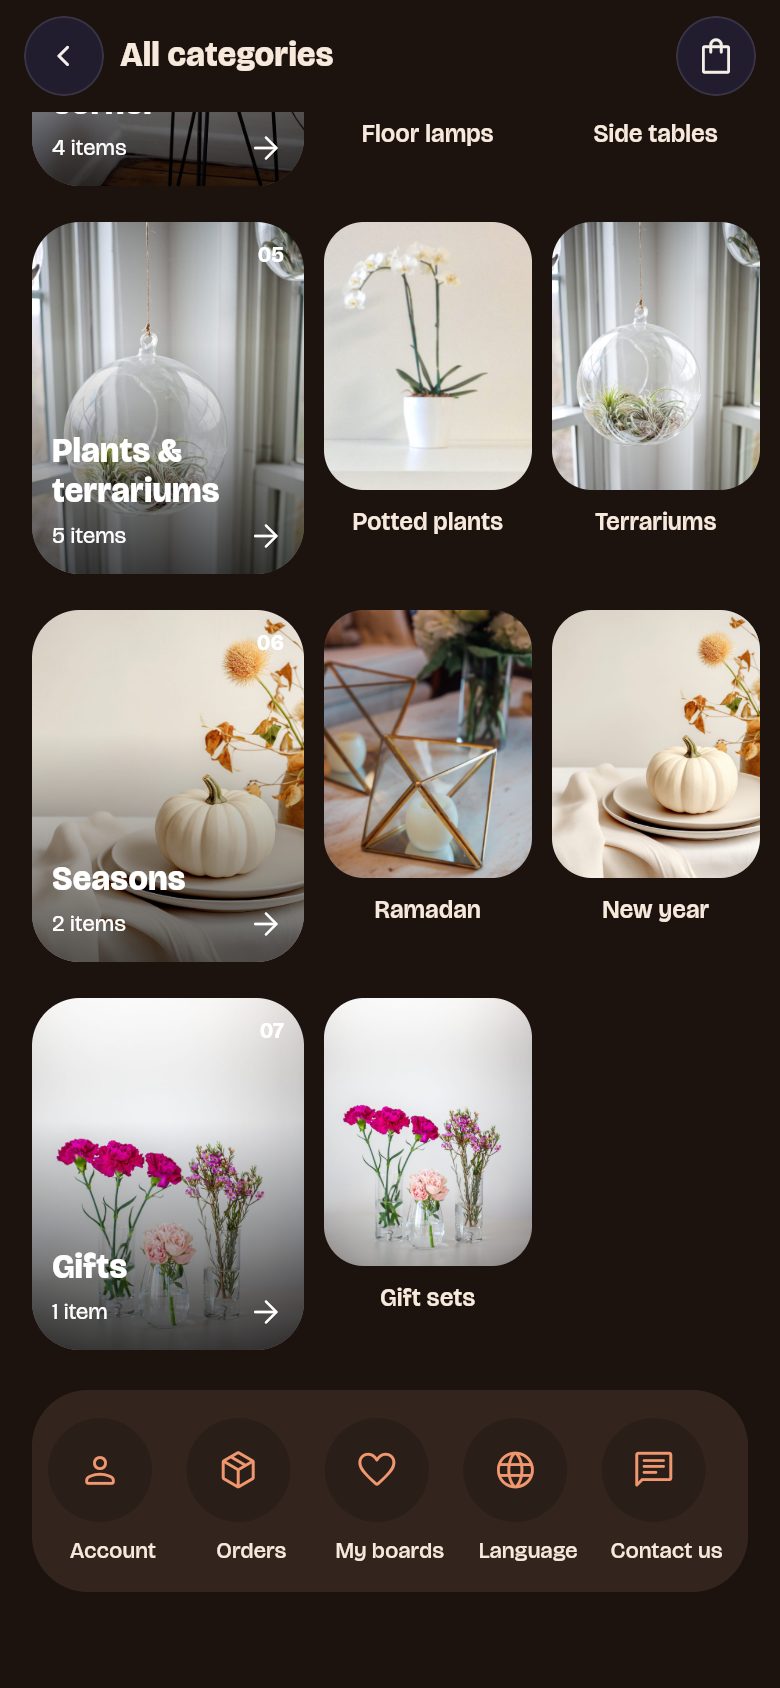 All categories
4 items
Floor lamps
Side tables
05
Plants &
terrariums
5 items
Potted plants
Terrariums
06
Seasons
2 items
Ramadan
New year
07
Gifts
1 item
Gift sets
Account
Orders
My boards
Language
Contact us